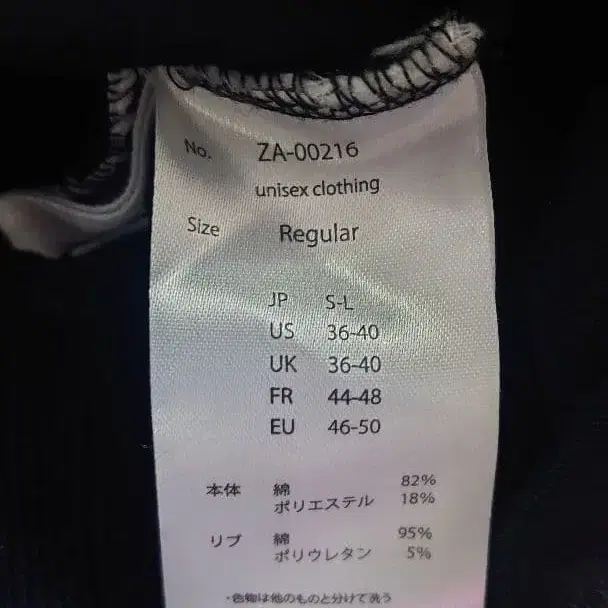 No. ZA-00216
unisex clothing
Size Regular
JP S-L
US 36-40
UK 36-40
FR 44-48
EU 46-50
本体 綿 82%
ポリエステル 18%
リブ 綿 95%
ポリウレタン 5%
・色物は他のものと分けて洗う